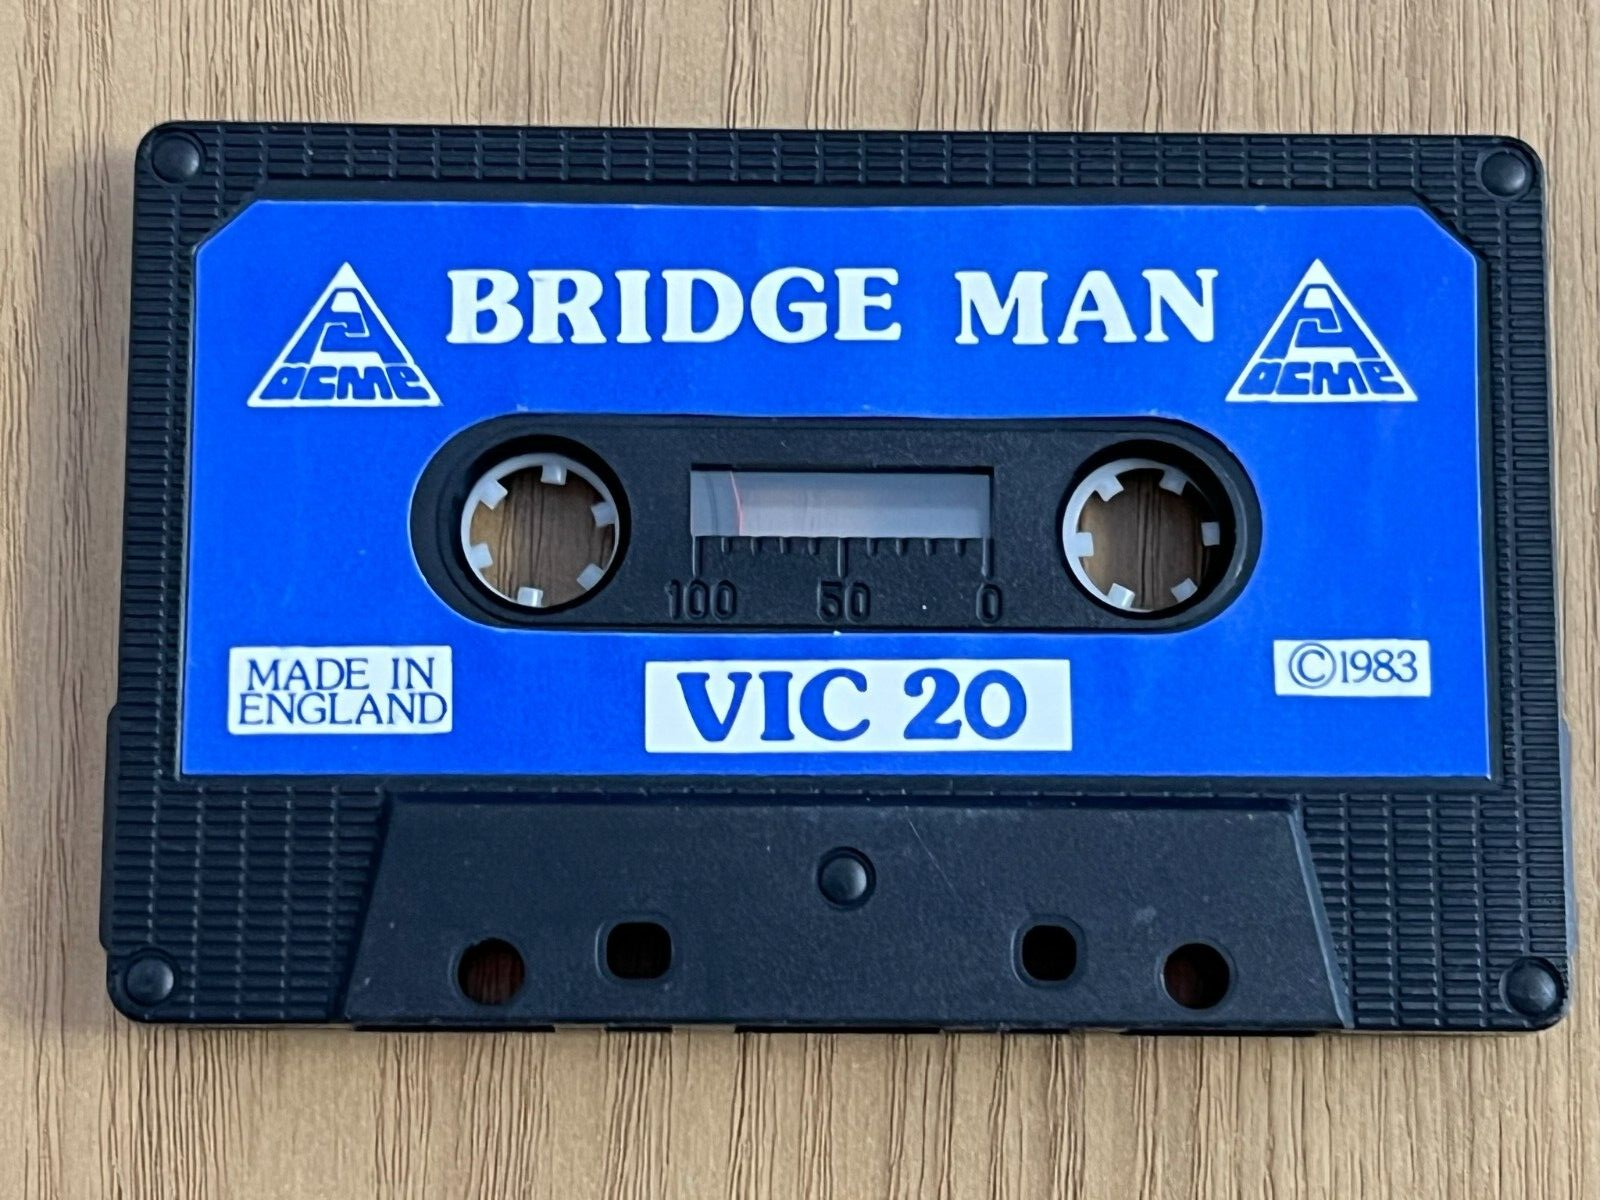 BRIDGE MAN
acme
acme
100 50 0
MADE IN
ENGLAND
VIC 20
©1983